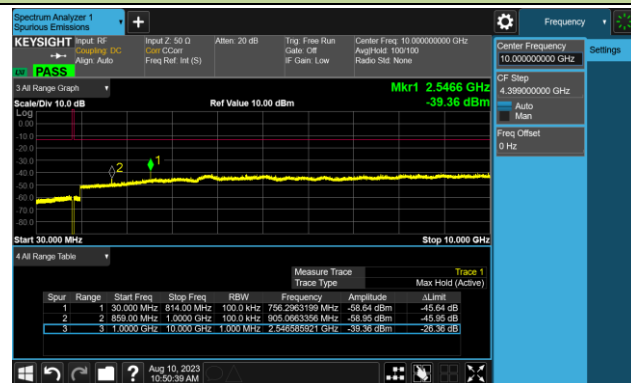 Spectrum Analyzer 1
Spurious Emissions
Frequency
KEYSIGHT
Input: RF
Coupling: DC
Align: Auto
Input Z: 50 Ω
Corr CCorr
Freq Ref: Int (S)
Atten: 20 dB
Trig: Free Run
Gate: Off
IF Gain: Low
Center Freq: 10.000000000 GHz
Avg|Hold: 100/100
Radio Std: None
PASS
Center Frequency
10.000000000 GHz
Settings
CF Step
4.399000000 GHz
Auto
Man
Freq Offset
0 Hz
3 All Range Graph
Mkr1 2.5466 GHz
Scale/Div 10.0 dB
Ref Value 10.00 dBm
-39.36 dBm
Log
0.00
-10.0
-20.0
-30.0
-40.0
-50.0
-60.0
-70.0
-80.0
2
1
Start 30.000 MHz
Stop 10.000 GHz
4 All Range Table
Measure Trace Trace 1
Trace Type Max Hold (Active)
Spur Range Start Freq Stop Freq RBW Frequency Amplitude ΔLimit
1 1 30.000 MHz 814.00 MHz 100.0 kHz 756.2963199 MHz -58.64 dBm -45.64 dB
2 2 859.00 MHz 1.0000 GHz 100.0 kHz 905.0663356 MHz -58.95 dBm -45.95 dB
3 3 1.0000 GHz 10.000 GHz 1.000 MHz 2.546585921 GHz -39.36 dBm -26.36 dB
Aug 10, 2023
10:50:39 AM